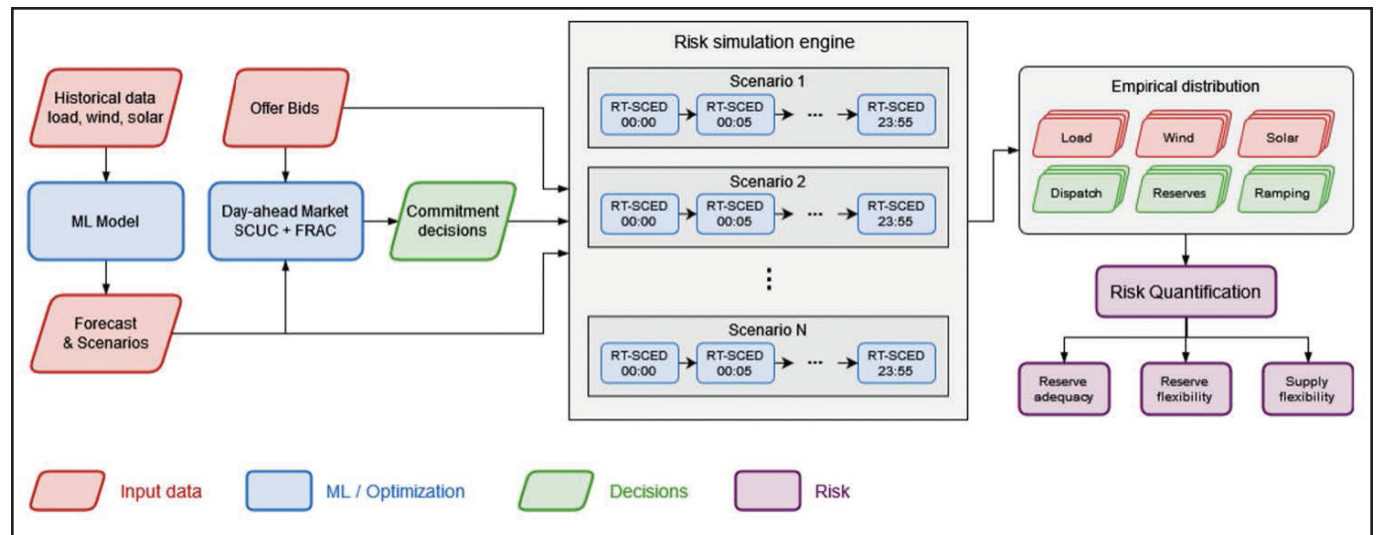 Historical data
load, wind, solar
ML Model
Forecast
& Scenarios
Offer Bids
Day-ahead Market
SCUC + FRAC
Commitment
decisions
Risk simulation engine
Scenario 1
RT-SCED
00:00
RT-SCED
00:05
...
RT-SCED
23:55
Scenario 2
RT-SCED
00:00
RT-SCED
00:05
...
RT-SCED
23:55
Scenario N
RT-SCED
00:00
RT-SCED
00:05
...
RT-SCED
23:55
Empirical distribution
Load
Wind
Solar
Dispatch
Reserves
Ramping
Risk Quantification
Reserve
adequacy
Reserve
flexibility
Supply
flexibility
Input data
ML / Optimization
Decisions
Risk